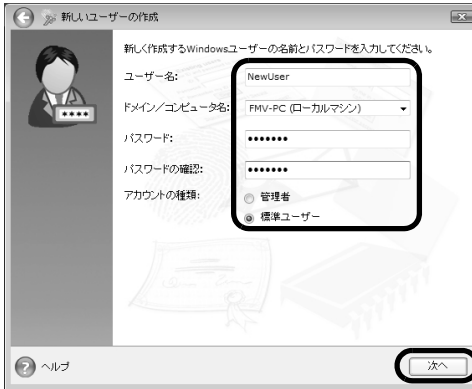 新しいユーザーの作成
新しく作成するWindowsユーザーの名前とパスワードを入力してください。
ユーザー名: NewUser
ドメイン／コンピュータ名: FMV-PC (ローカルマシン)
パスワード: •••••••
パスワードの確認: •••••••
アカウントの種類: 管理者
標準ユーザー
****
ヘルプ
次へ